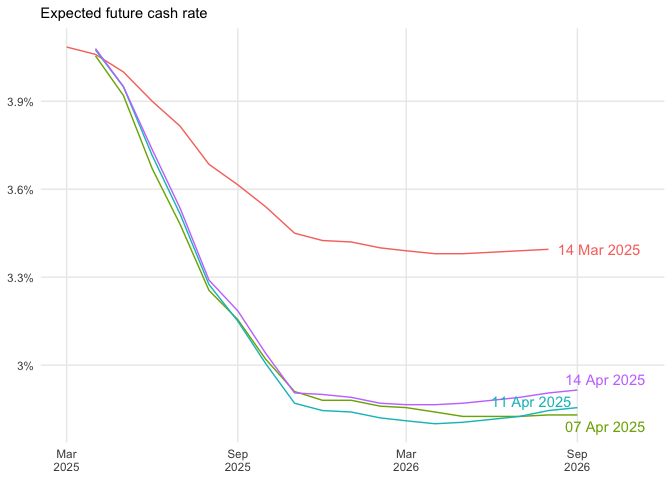 Expected future cash rate
3.9%
3.6%
3.3%
3%
14 Mar 2025
14 Apr 2025
11 Apr 2025
07 Apr 2025
Mar
2025
Sep
2025
Mar
2026
Sep
2026